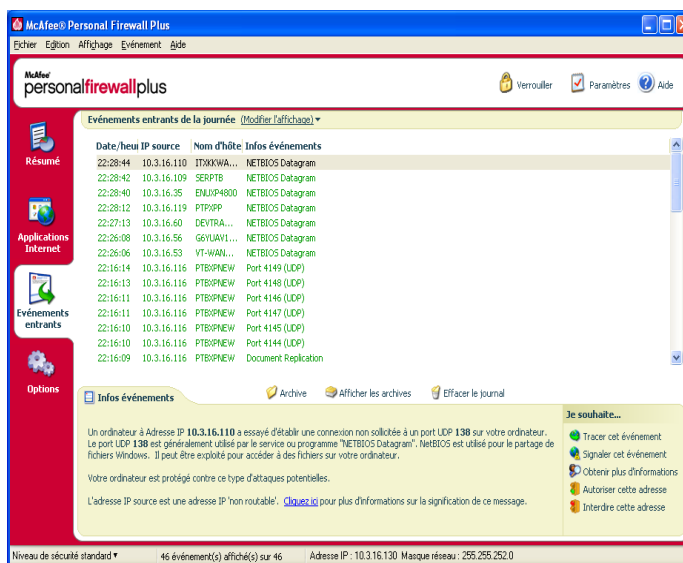 McAfee® Personal Firewall Plus
Fichier Edition Affichage Evénement Aide
McAfee
personalfirewallplus
Verrouiller Paramètres Aide
Evénements entrants de la journée (Modifier l'affichage)
Résumé
Applications Internet
Evénements entrants
Options
Date/heur IP source Nom d'hôte Infos événements
22:28:44 10.3.16.110 ITXKKWA... NETBIOS Datagram
22:28:42 10.3.16.109 SERPTB NETBIOS Datagram
22:28:40 10.3.16.35 ENUXP4800 NETBIOS Datagram
22:28:12 10.3.16.119 PTPXPP NETBIOS Datagram
22:27:13 10.3.16.60 DEVTRA... NETBIOS Datagram
22:26:08 10.3.16.56 G6YUAV1... NETBIOS Datagram
22:26:06 10.3.16.53 VT-WAN... NETBIOS Datagram
22:16:14 10.3.16.116 PTBXPNEW Port 4149 (UDP)
22:16:13 10.3.16.116 PTBXPNEW Port 4148 (UDP)
22:16:11 10.3.16.116 PTBXPNEW Port 4146 (UDP)
22:16:11 10.3.16.116 PTBXPNEW Port 4147 (UDP)
22:16:10 10.3.16.116 PTBXPNEW Port 4145 (UDP)
22:16:10 10.3.16.116 PTBXPNEW Port 4144 (UDP)
22:16:09 10.3.16.116 PTBXPNEW Document Replication
Infos événements
Archive Afficher les archives Effacer le journal
Un ordinateur à Adresse IP 10.3.16.110 a essayé d'établir une connexion non sollicitée à un port UDP 138 sur votre ordinateur.
Le port UDP 138 est généralement utilisé par le service ou programme "NETBIOS Datagram". NetBIOS est utilisé pour le partage de
fichiers Windows. Il peut être exploité pour accéder à des fichiers sur votre ordinateur.
Votre ordinateur est protégé contre ce type d'attaques potentielles.
L'adresse IP source est une adresse IP 'non routable'. Cliquez ici pour plus d'informations sur la signification de ce message.
Je souhaite...
Tracer cet événement
Signaler cet événement
Obtenir plus d'informations
Autoriser cette adresse
Interdire cette adresse
Niveau de sécurité standard 46 événement(s) affiché(s) sur 46 Adresse IP : 10.3.16.130 Masque réseau : 255.255.252.0